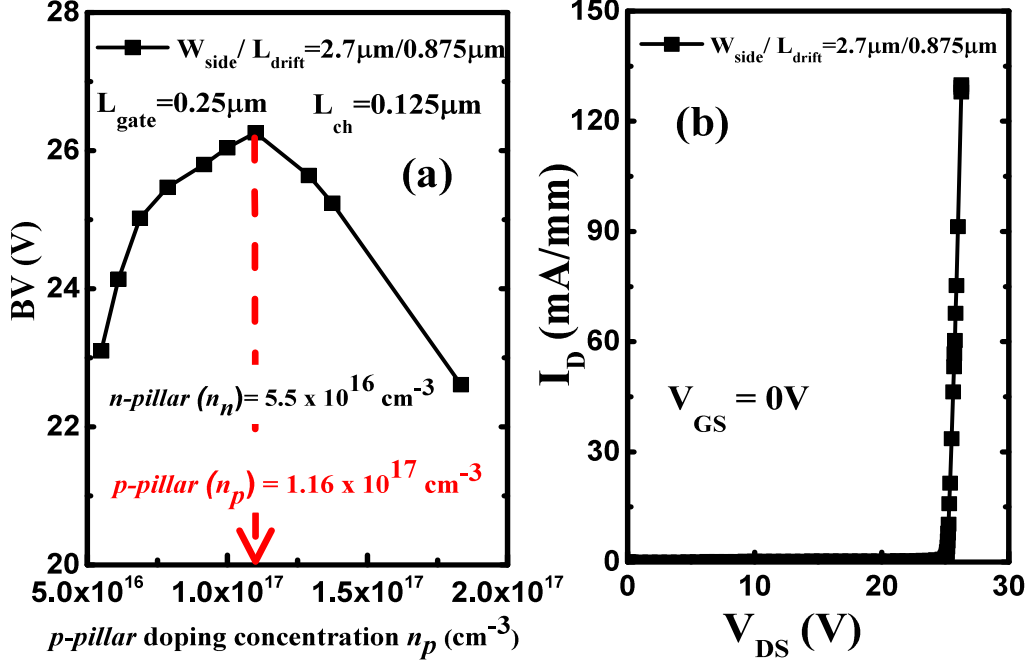 28
26
24
22
20
BV (V)
W_side / L_drift=2.7μm/0.875μm
L_gate=0.25μm L_ch=0.125μm
(a)
n-pillar (n_n)= 5.5 x 10^16 cm^-3
p-pillar (n_p) = 1.16 x 10^17 cm^-3
5.0x10^16 1.0x10^17 1.5x10^17 2.0x10^17
p-pillar doping concentration n_p (cm^-3)
150
120
90
60
30
0
I_D (mA/mm)
W_side / L_drift=2.7μm/0.875μm
(b)
V_GS = 0V
0 10 20 30
V_DS (V)